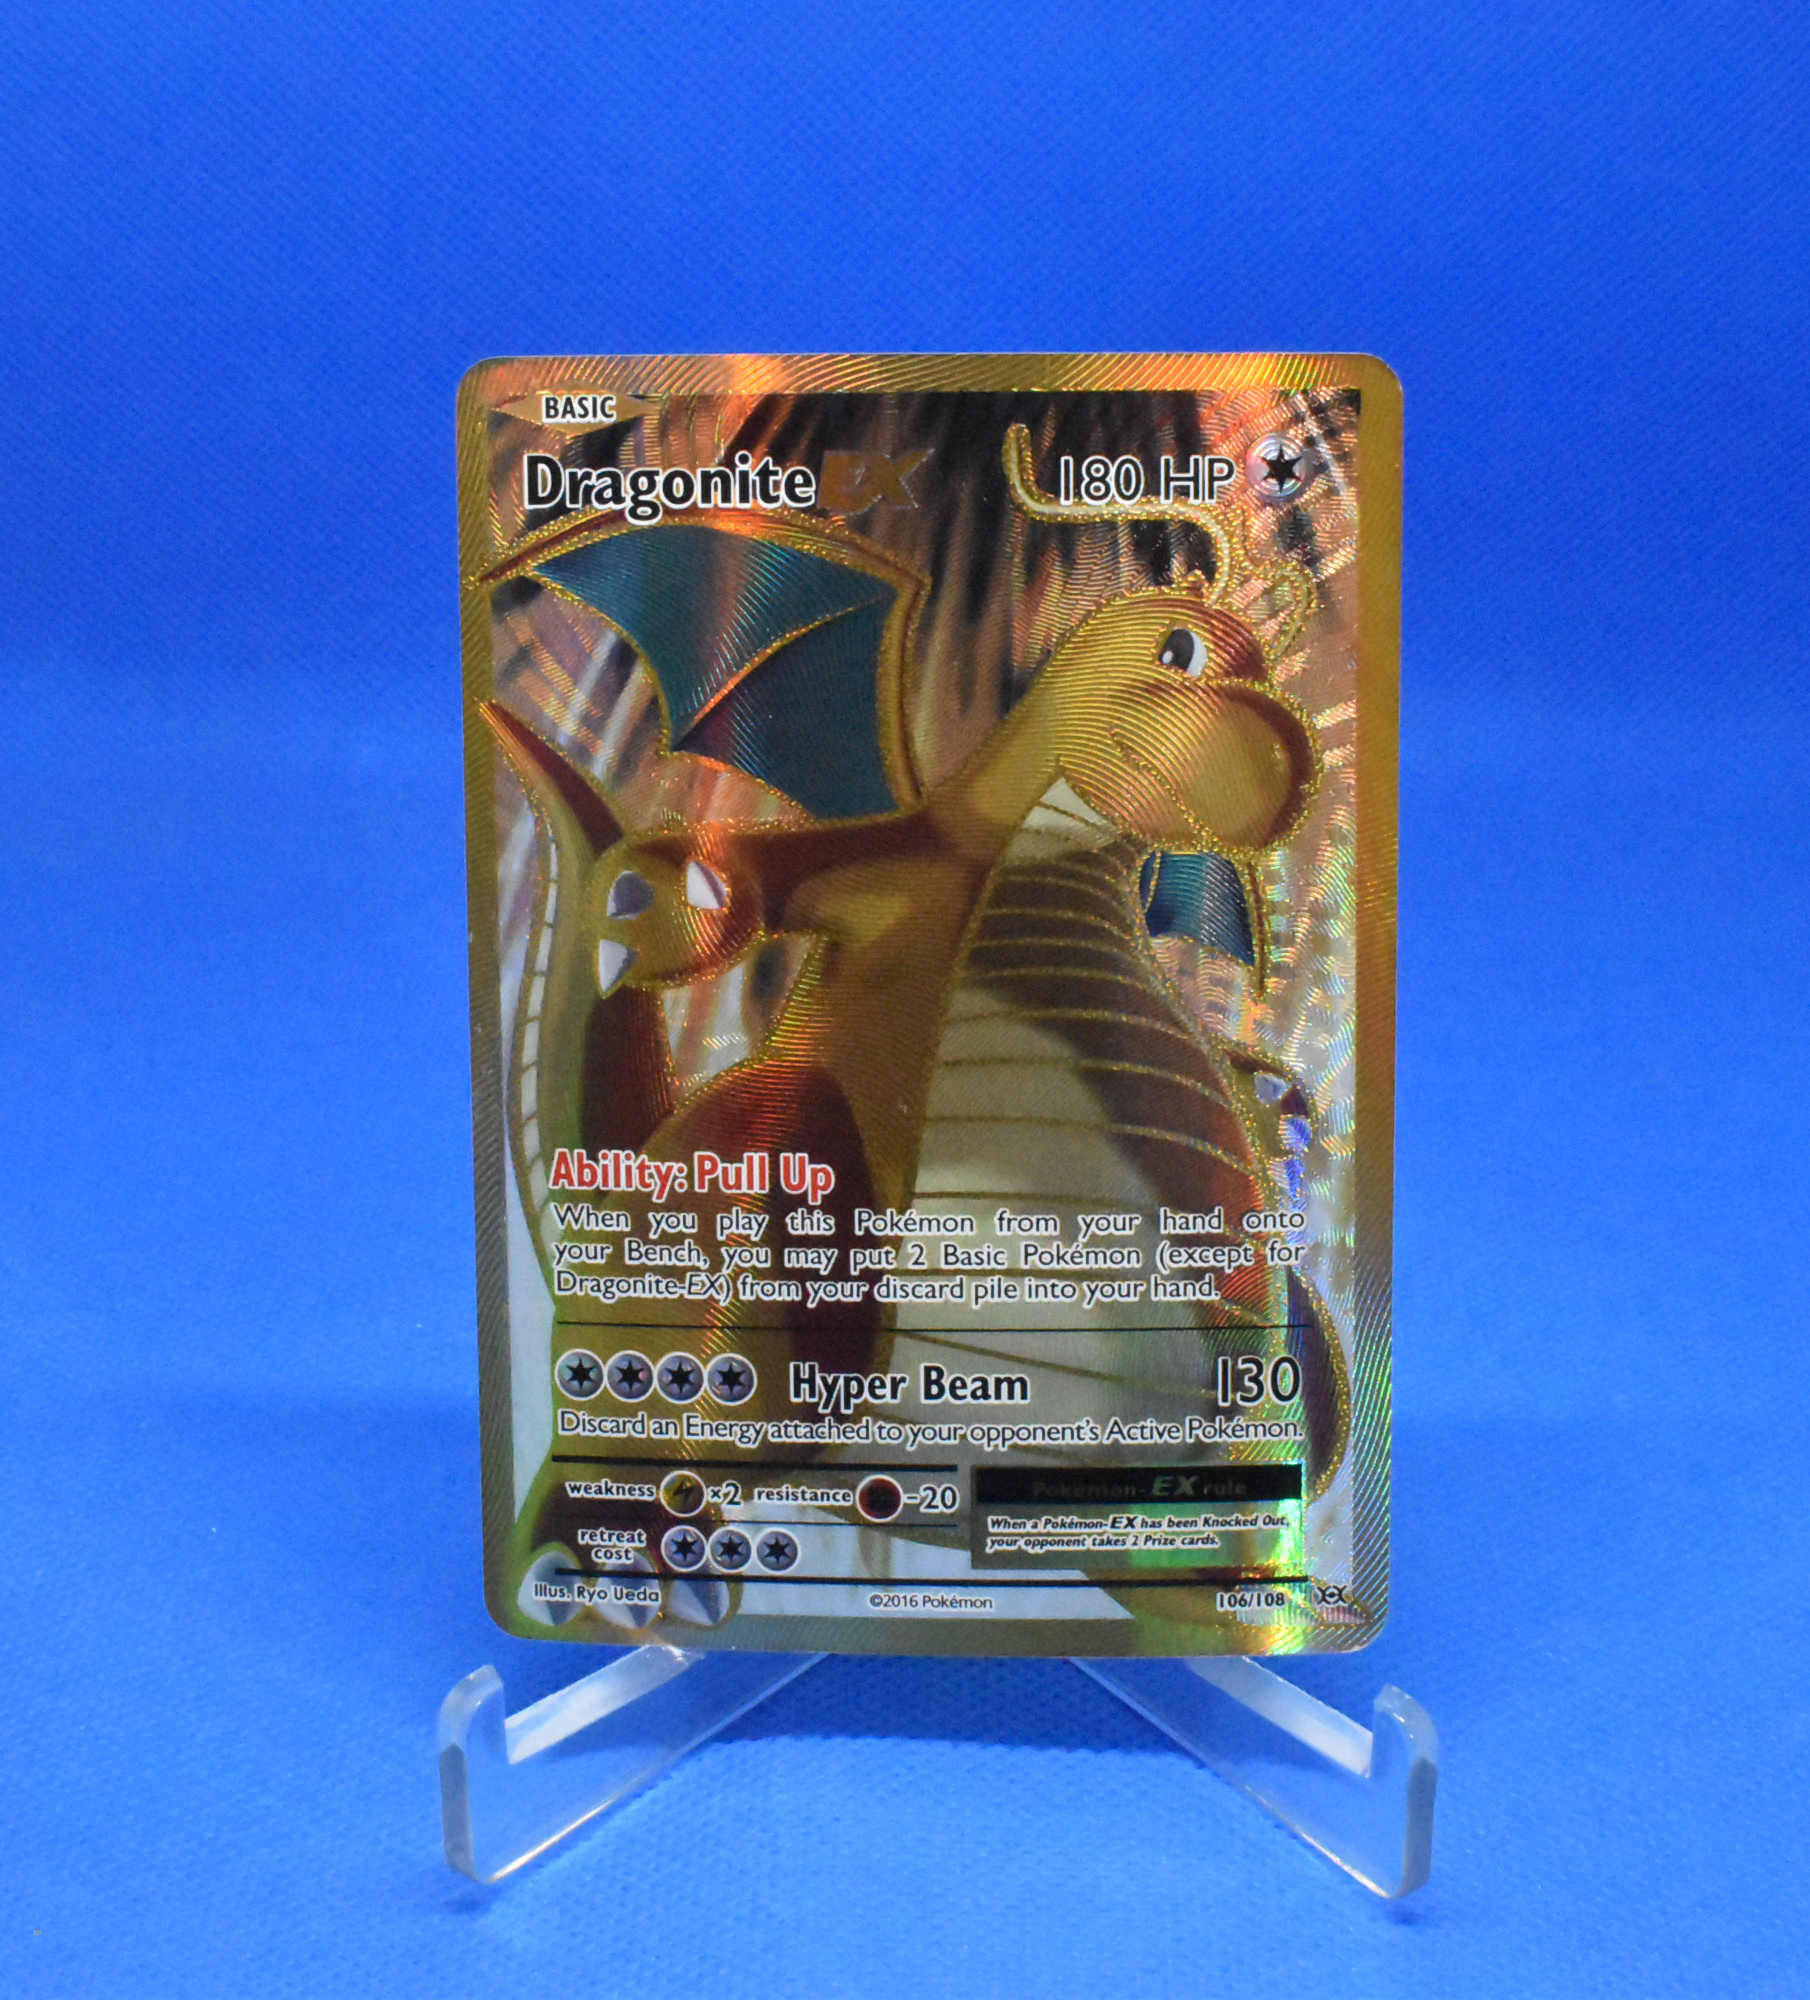 BASIC
DragoniteEX 180 HP
Ability: Pull Up
When you play this Pokémon from your hand onto
your Bench, you may put 2 Basic Pokémon (except for
Dragonite-EX) from your discard pile into your hand.
Hyper Beam 130
Discard an Energy attached to your opponent's Active Pokémon.
weakness ×2 resistance -20
Pokémon-EX rule
When a Pokémon-EX has been Knocked Out,
your opponent takes 2 Prize cards.
retreat
cost
Illus. Ryo Ueda ©2016 Pokémon 106/108